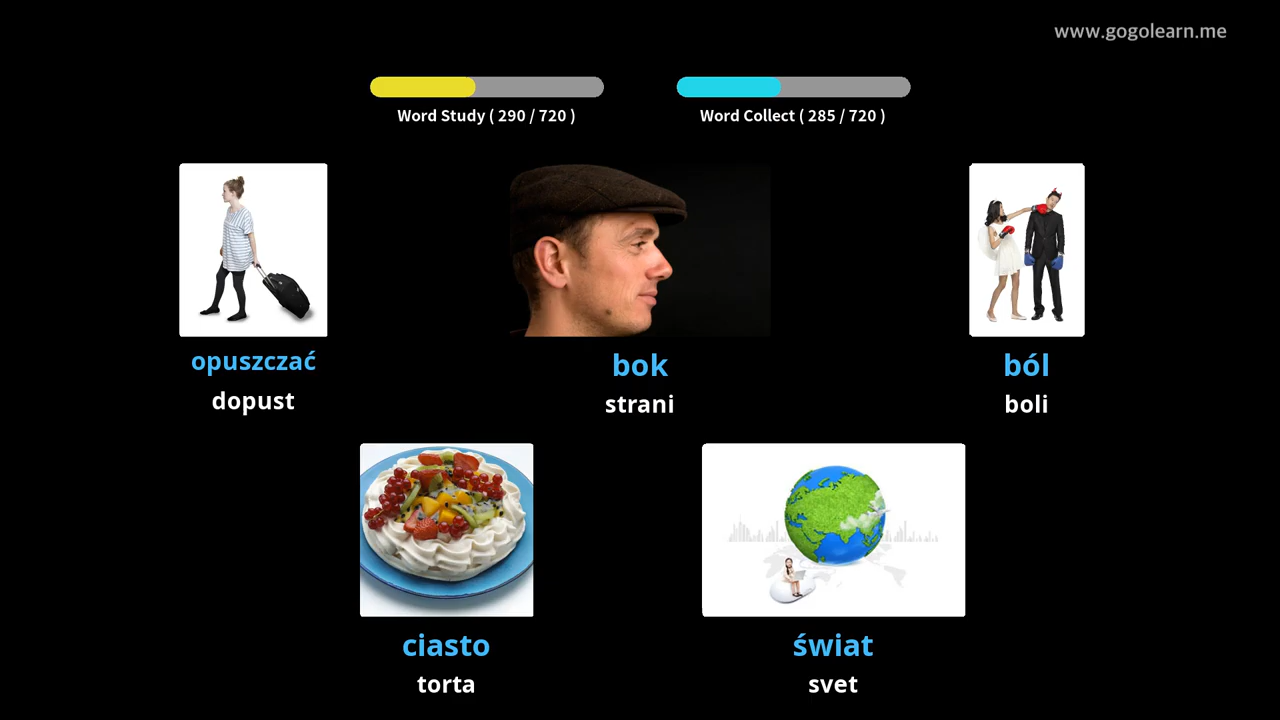 www.gogolearn.me
Word Study ( 290 / 720 )
Word Collect ( 285 / 720 )
opuszczać
dopust
bok
strani
ból
boli
ciasto
torta
świat
svet